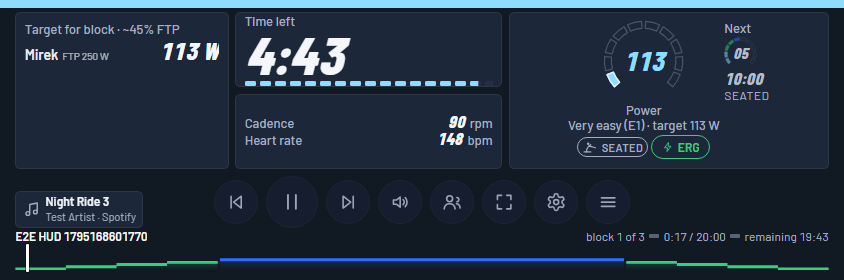 Target for block · ~45% FTP
Mirek FTP 250 W 113 W
Time left
4:43
Cadence 90 rpm
Heart rate 148 bpm
113
Power
Very easy (E1) · target 113 W
SEATED ERG
Next
05
10:00
SEATED
Night Ride 3
Test Artist · Spotify
E2E HUD 1795168601770
block 1 of 3 0:17 / 20:00 remaining 19:43